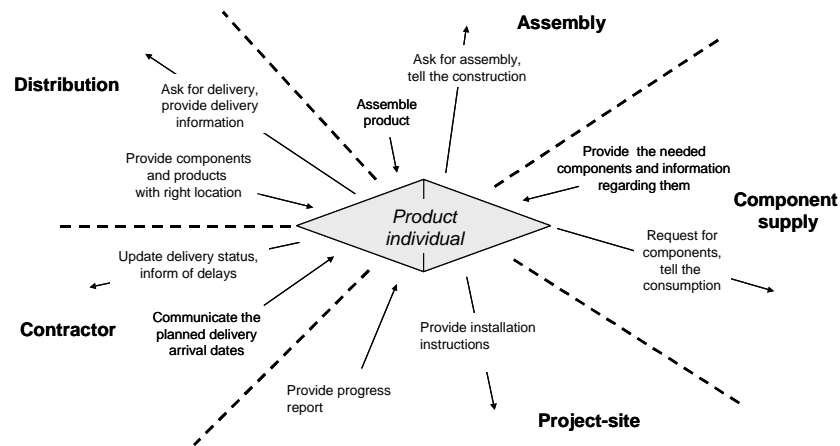 Assembly
Distribution
Ask for assembly,
tell the construction
Ask for delivery,
provide delivery
information
Assemble
product
Provide components
and products
with right location
Provide  the needed
components and information
regarding them
Component
supply
Product
individual
Request for
components,
tell the
consumption
Update delivery status,
inform of delays
Contractor
Communicate the
planned delivery
arrival dates
Provide installation
instructions
Provide progress
report
Project-site